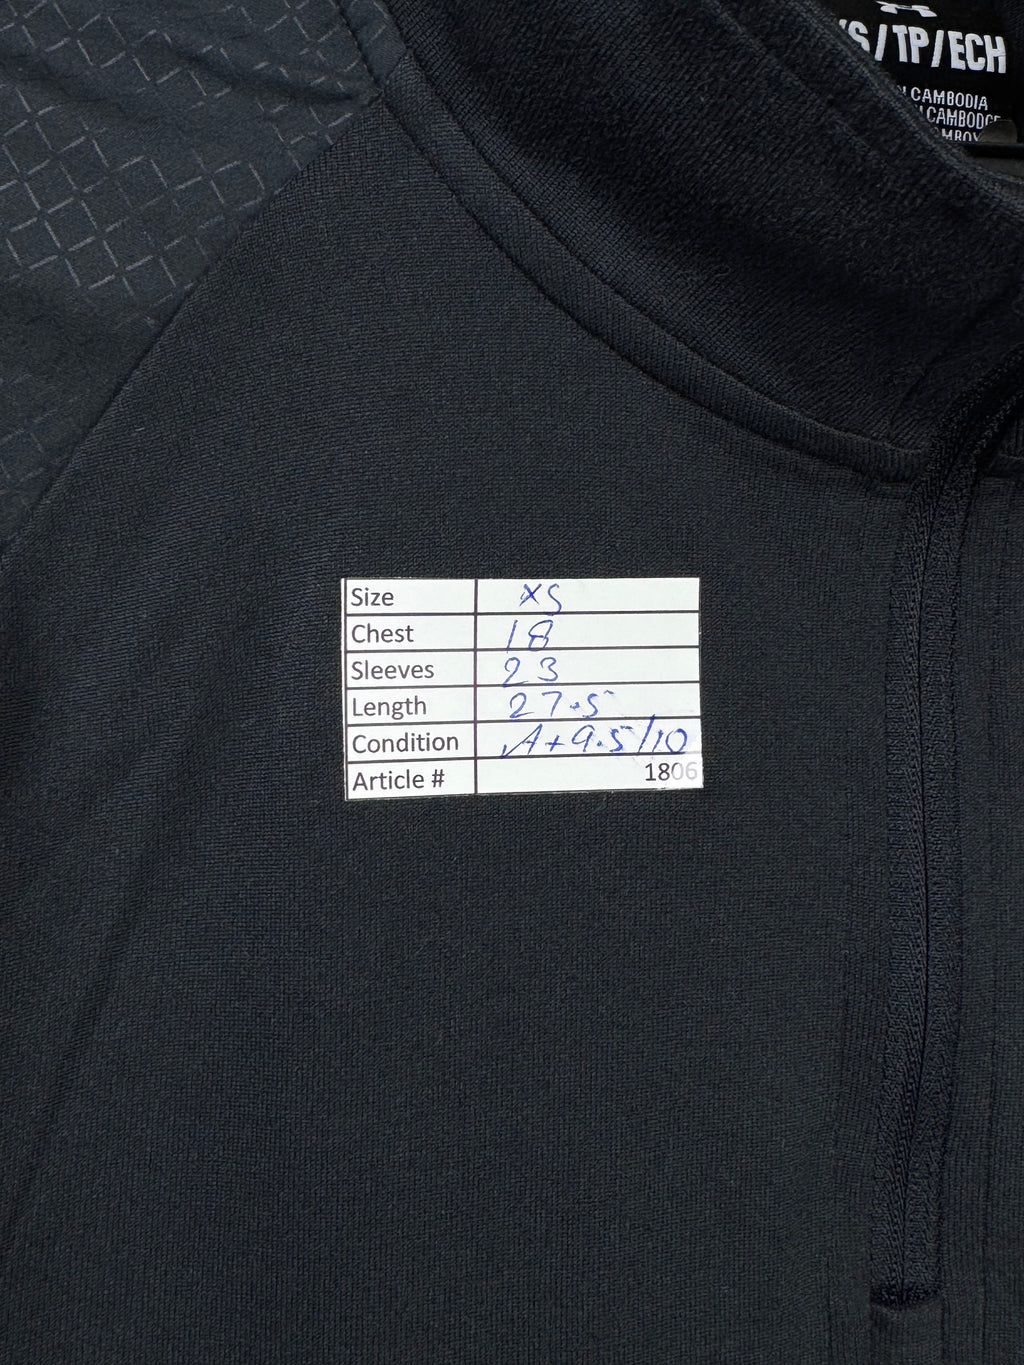 S/TP/ECH
CAMBODIA
CAMBODGE
Size XS
Chest 18
Sleeves 23
Length 27.5
Condition A+ 9.5/10
Article # 1806